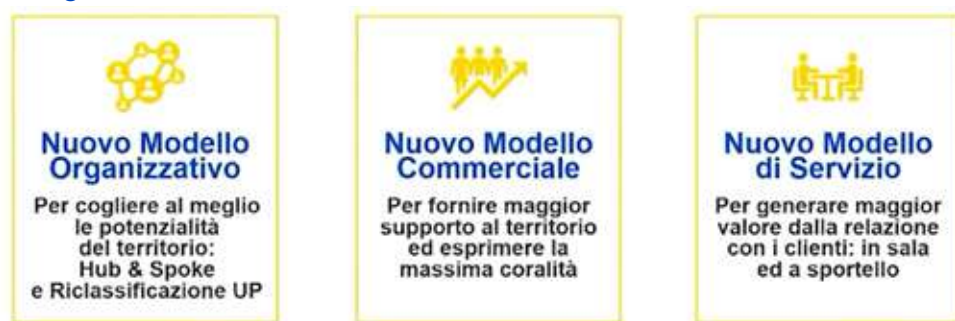 Nuovo Modello
Organizzativo
Per cogliere al meglio
le potenzialità
del territorio:
Hub & Spoke
e Riclassificazione UP
Nuovo Modello
Commerciale
Per fornire maggior
supporto al territorio
ed esprimere la
massima coralità
Nuovo Modello
di Servizio
Per generare maggior
valore dalla relazione
con i clienti: in sala
ed a sportello